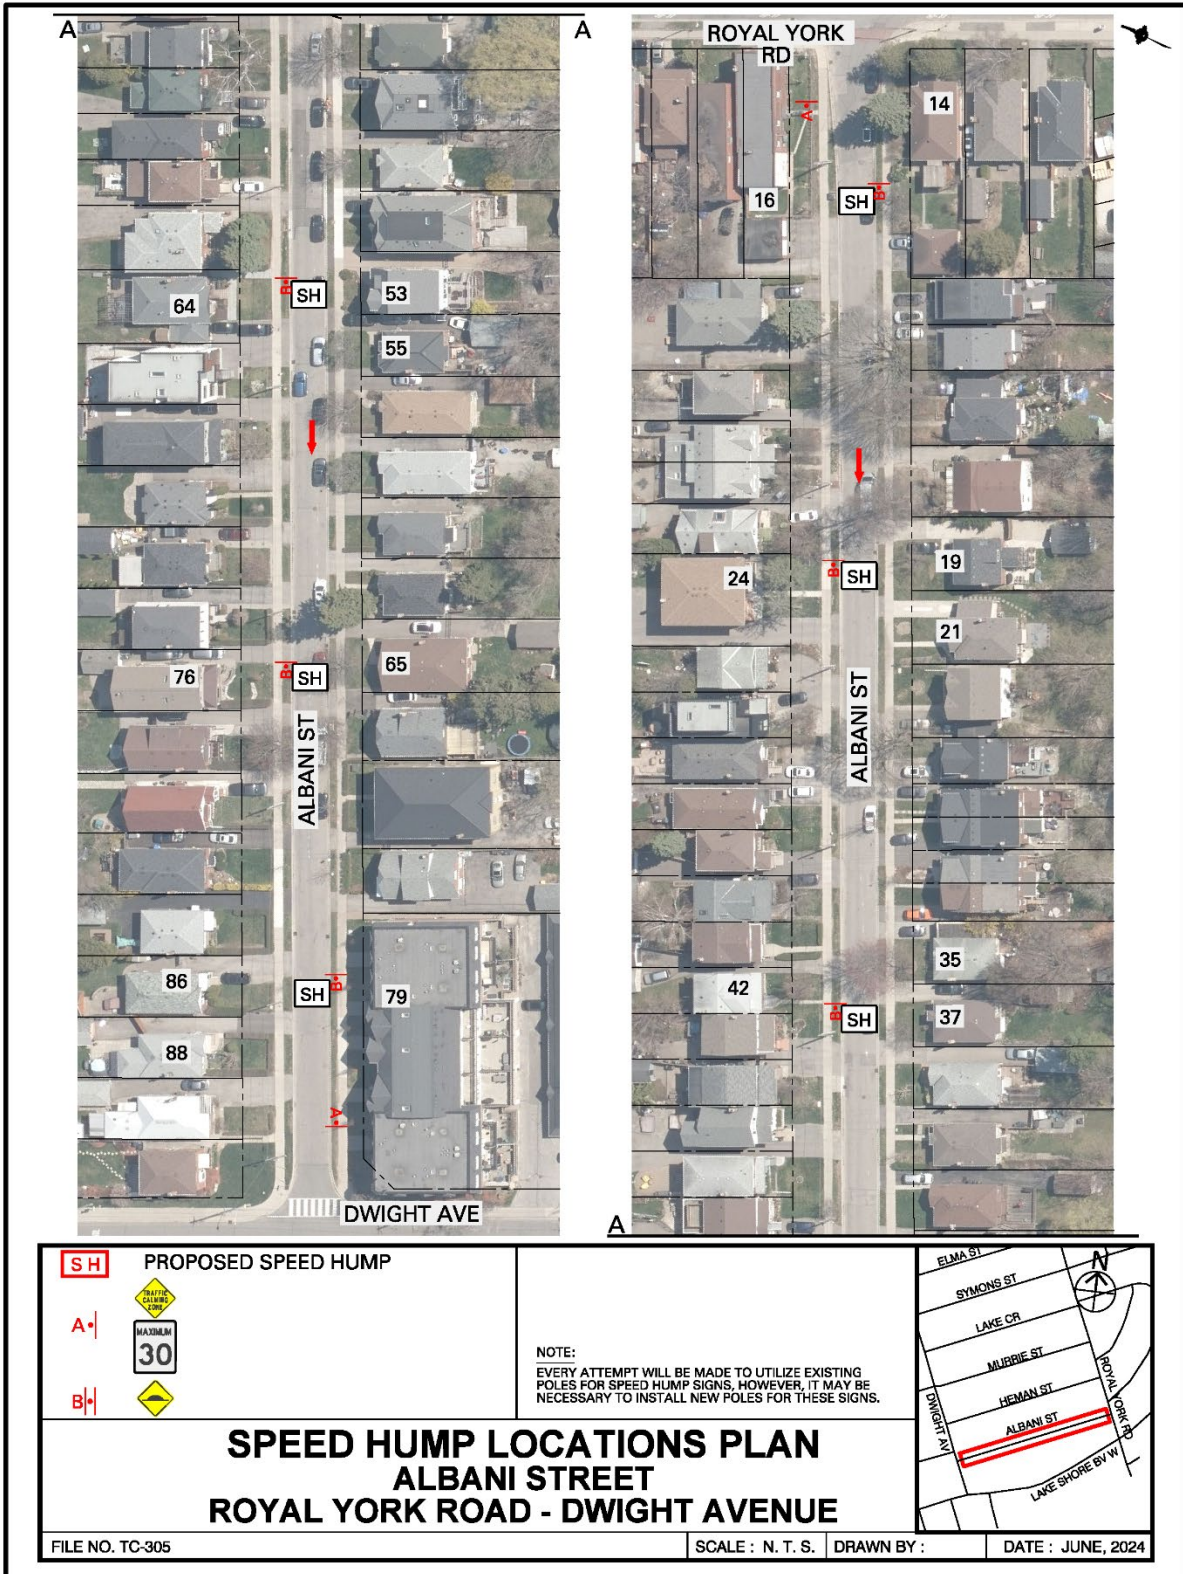 A
A
64
SH
B
53
55
76
B
SH
65
ALBANI ST
86
SH
B
79
88
A
DWIGHT AVE
ROYAL YORK
RD
A
14
16
SH
B
24
B
SH
19
21
ALBANI ST
35
42
B
SH
37
A
SH PROPOSED SPEED HUMP
TRAFFIC
CALMING
ZONE
A
MAXIMUM
30
B
NOTE:
EVERY ATTEMPT WILL BE MADE TO UTILIZE EXISTING
POLES FOR SPEED HUMP SIGNS, HOWEVER, IT MAY BE
NECESSARY TO INSTALL NEW POLES FOR THESE SIGNS.
ELMA ST
N
SYMONS ST
LAKE CR
MURRIE ST
HEMAN ST
ALBANI ST
ROYAL YORK RD
DWIGHT AV
LAKE SHORE BV W
SPEED HUMP LOCATIONS PLAN
ALBANI STREET
ROYAL YORK ROAD - DWIGHT AVENUE
FILE NO. TC-305
SCALE : N. T. S.
DRAWN BY :
DATE : JUNE, 2024